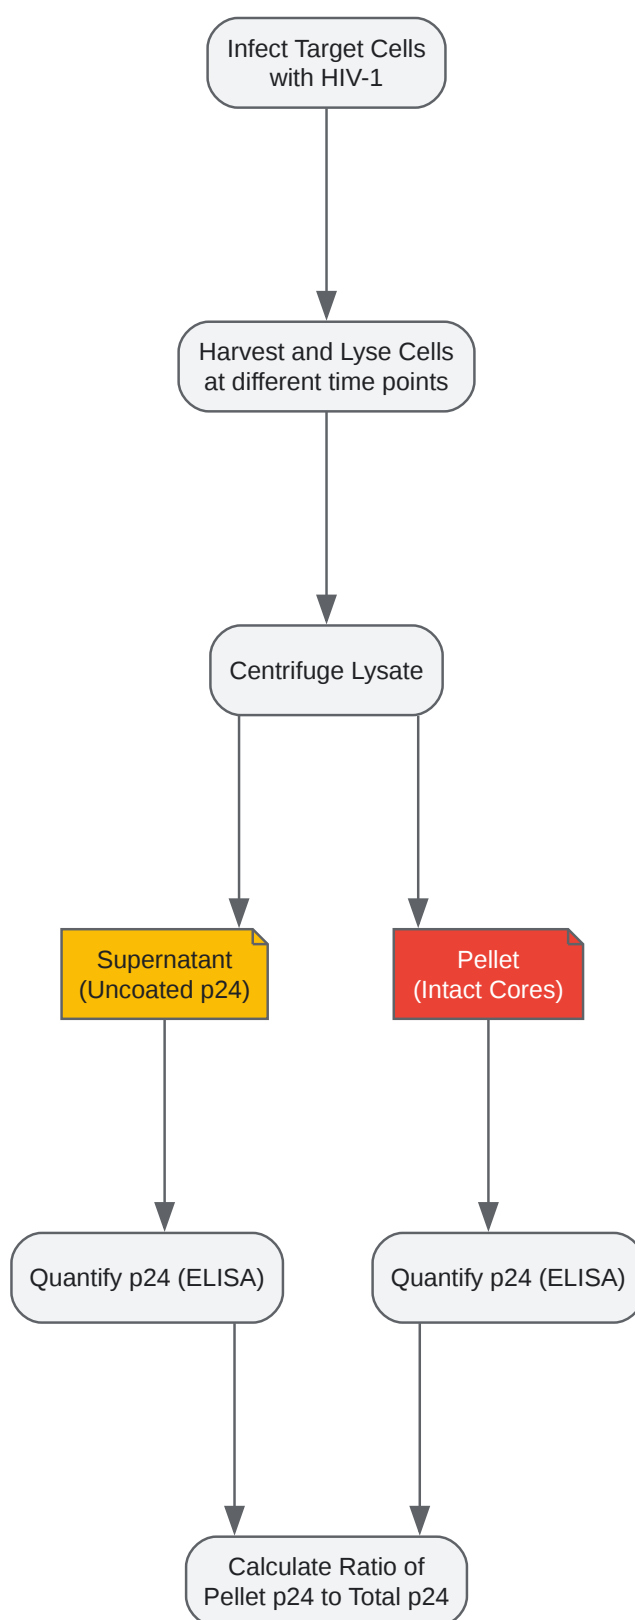 Infect Target Cells
with HIV-1
Harvest and Lyse Cells
at different time points
Centrifuge Lysate
Supernatant
(Uncoated p24)
Pellet
(Intact Cores)
Quantify p24 (ELISA)
Quantify p24 (ELISA)
Calculate Ratio of
Pellet p24 to Total p24